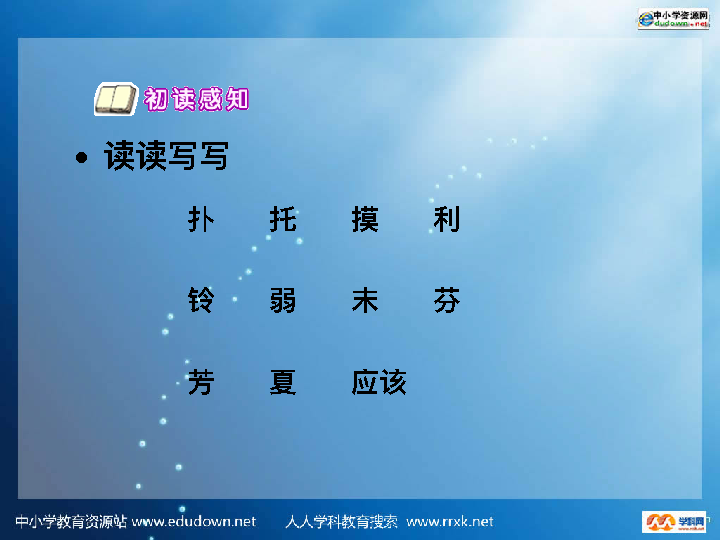 中小学资源网
edudown.net
初读感知
• 读读写写
扑 托 摸 利
铃 弱 末 芬
芳 夏 应该
中小学教育资源站 www.edudown.net 人人学科教育搜索 www.rrxk.net
学科网